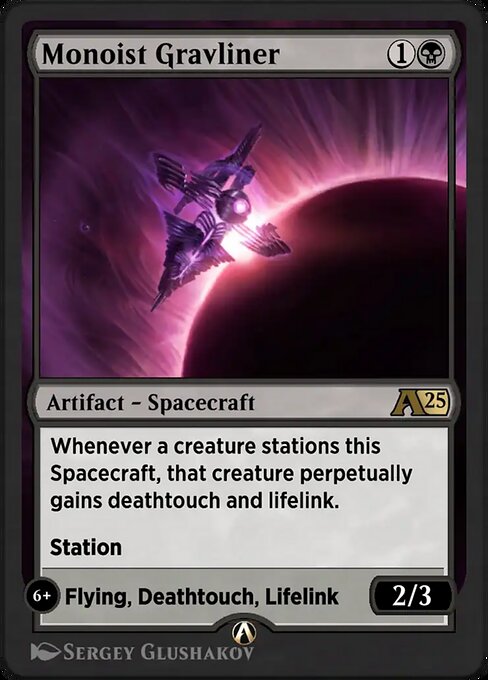 Monoist Gravliner 1
Artifact – Spacecraft A25
Whenever a creature stations this
Spacecraft, that creature perpetually
gains deathtouch and lifelink.
Station
6+ Flying, Deathtouch, Lifelink 2/3
A
Sergey Glushakov